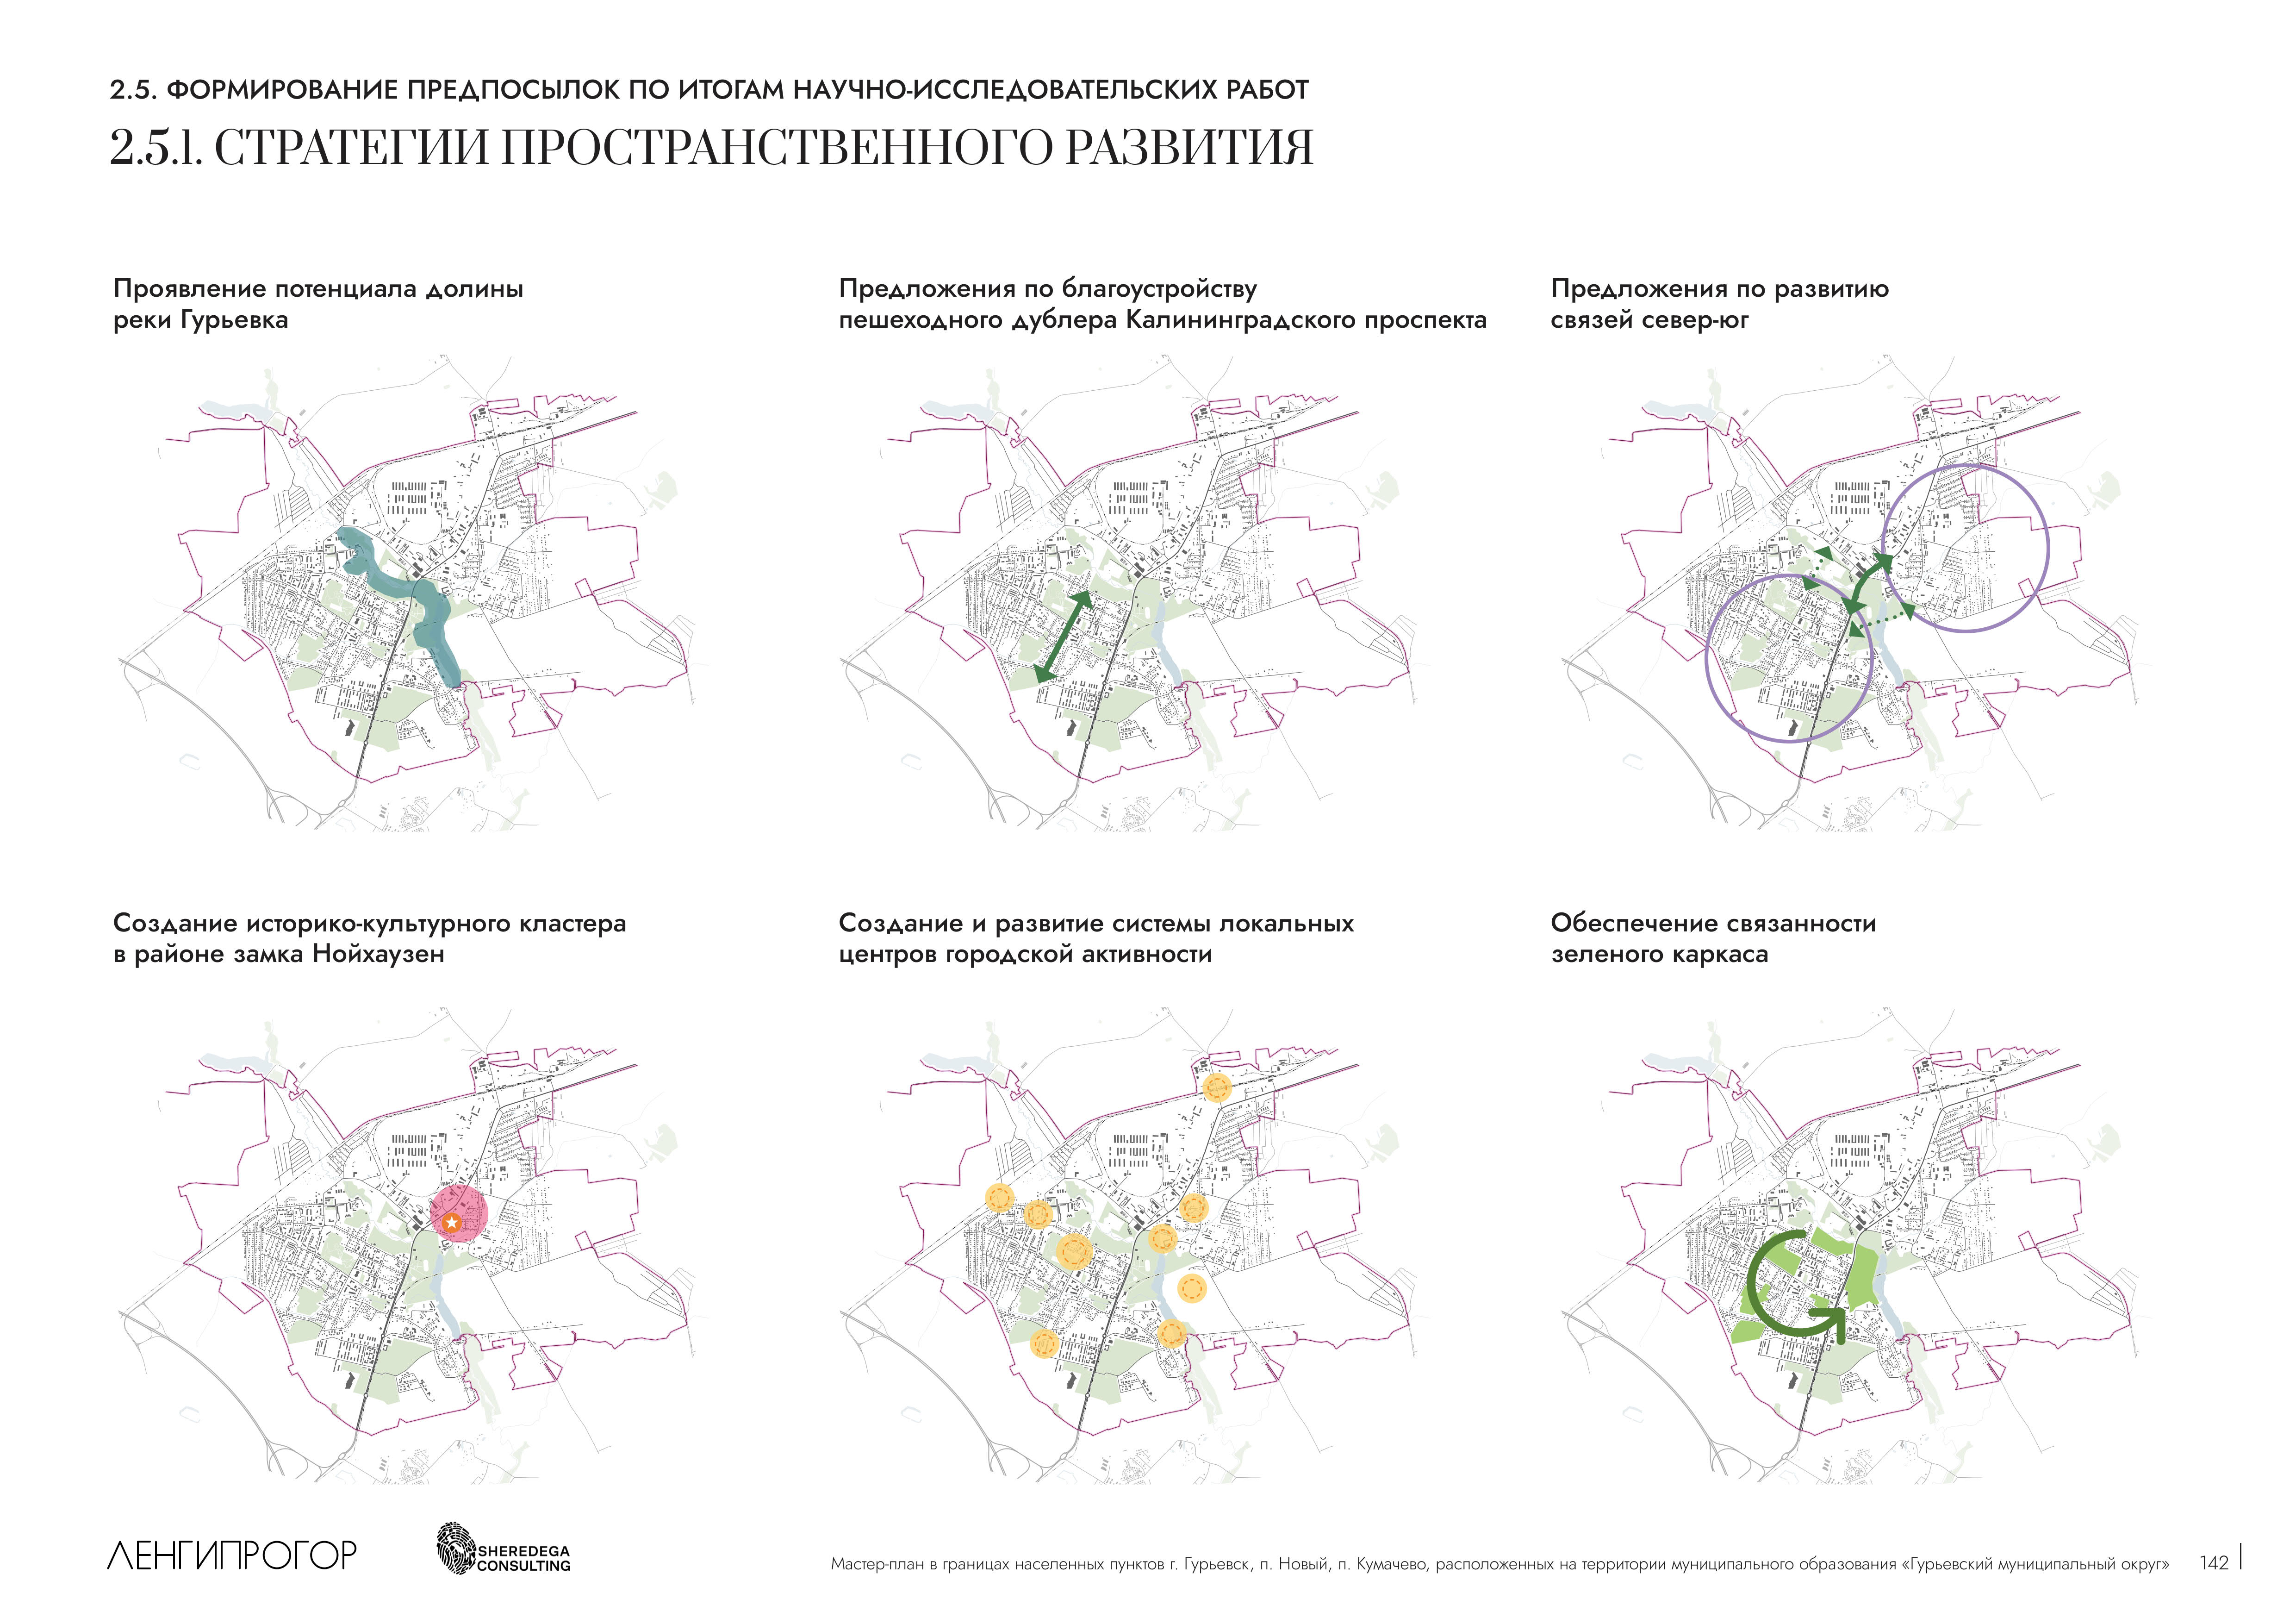 2.5. ФОРМИРОВАНИЕ ПРЕДПОСЫЛОК ПО ИТОГАМ НАУЧНО-ИССЛЕДОВАТЕЛЬСКИХ РАБОТ
2.5.1. СТРАТЕГИИ ПРОСТРАНСТВЕННОГО РАЗВИТИЯ
Проявление потенциала долины
реки Гурьевка
Предложения по благоустройству
пешеходного дублера Калининградского проспекта
Предложения по развитию
связей север-юг
Создание историко-культурного кластера
в районе замка Нойхаузен
Создание и развитие системы локальных
центров городской активности
Обеспечение связанности
зеленого каркаса
ЛЕНГИПРОГОР
SHEREDEGA
CONSULTING
Мастер-план в границах населенных пунктов г. Гурьевск, п. Новый, п. Кумачево, расположенных на территории муниципального образования «Гурьевский муниципальный округ»
142